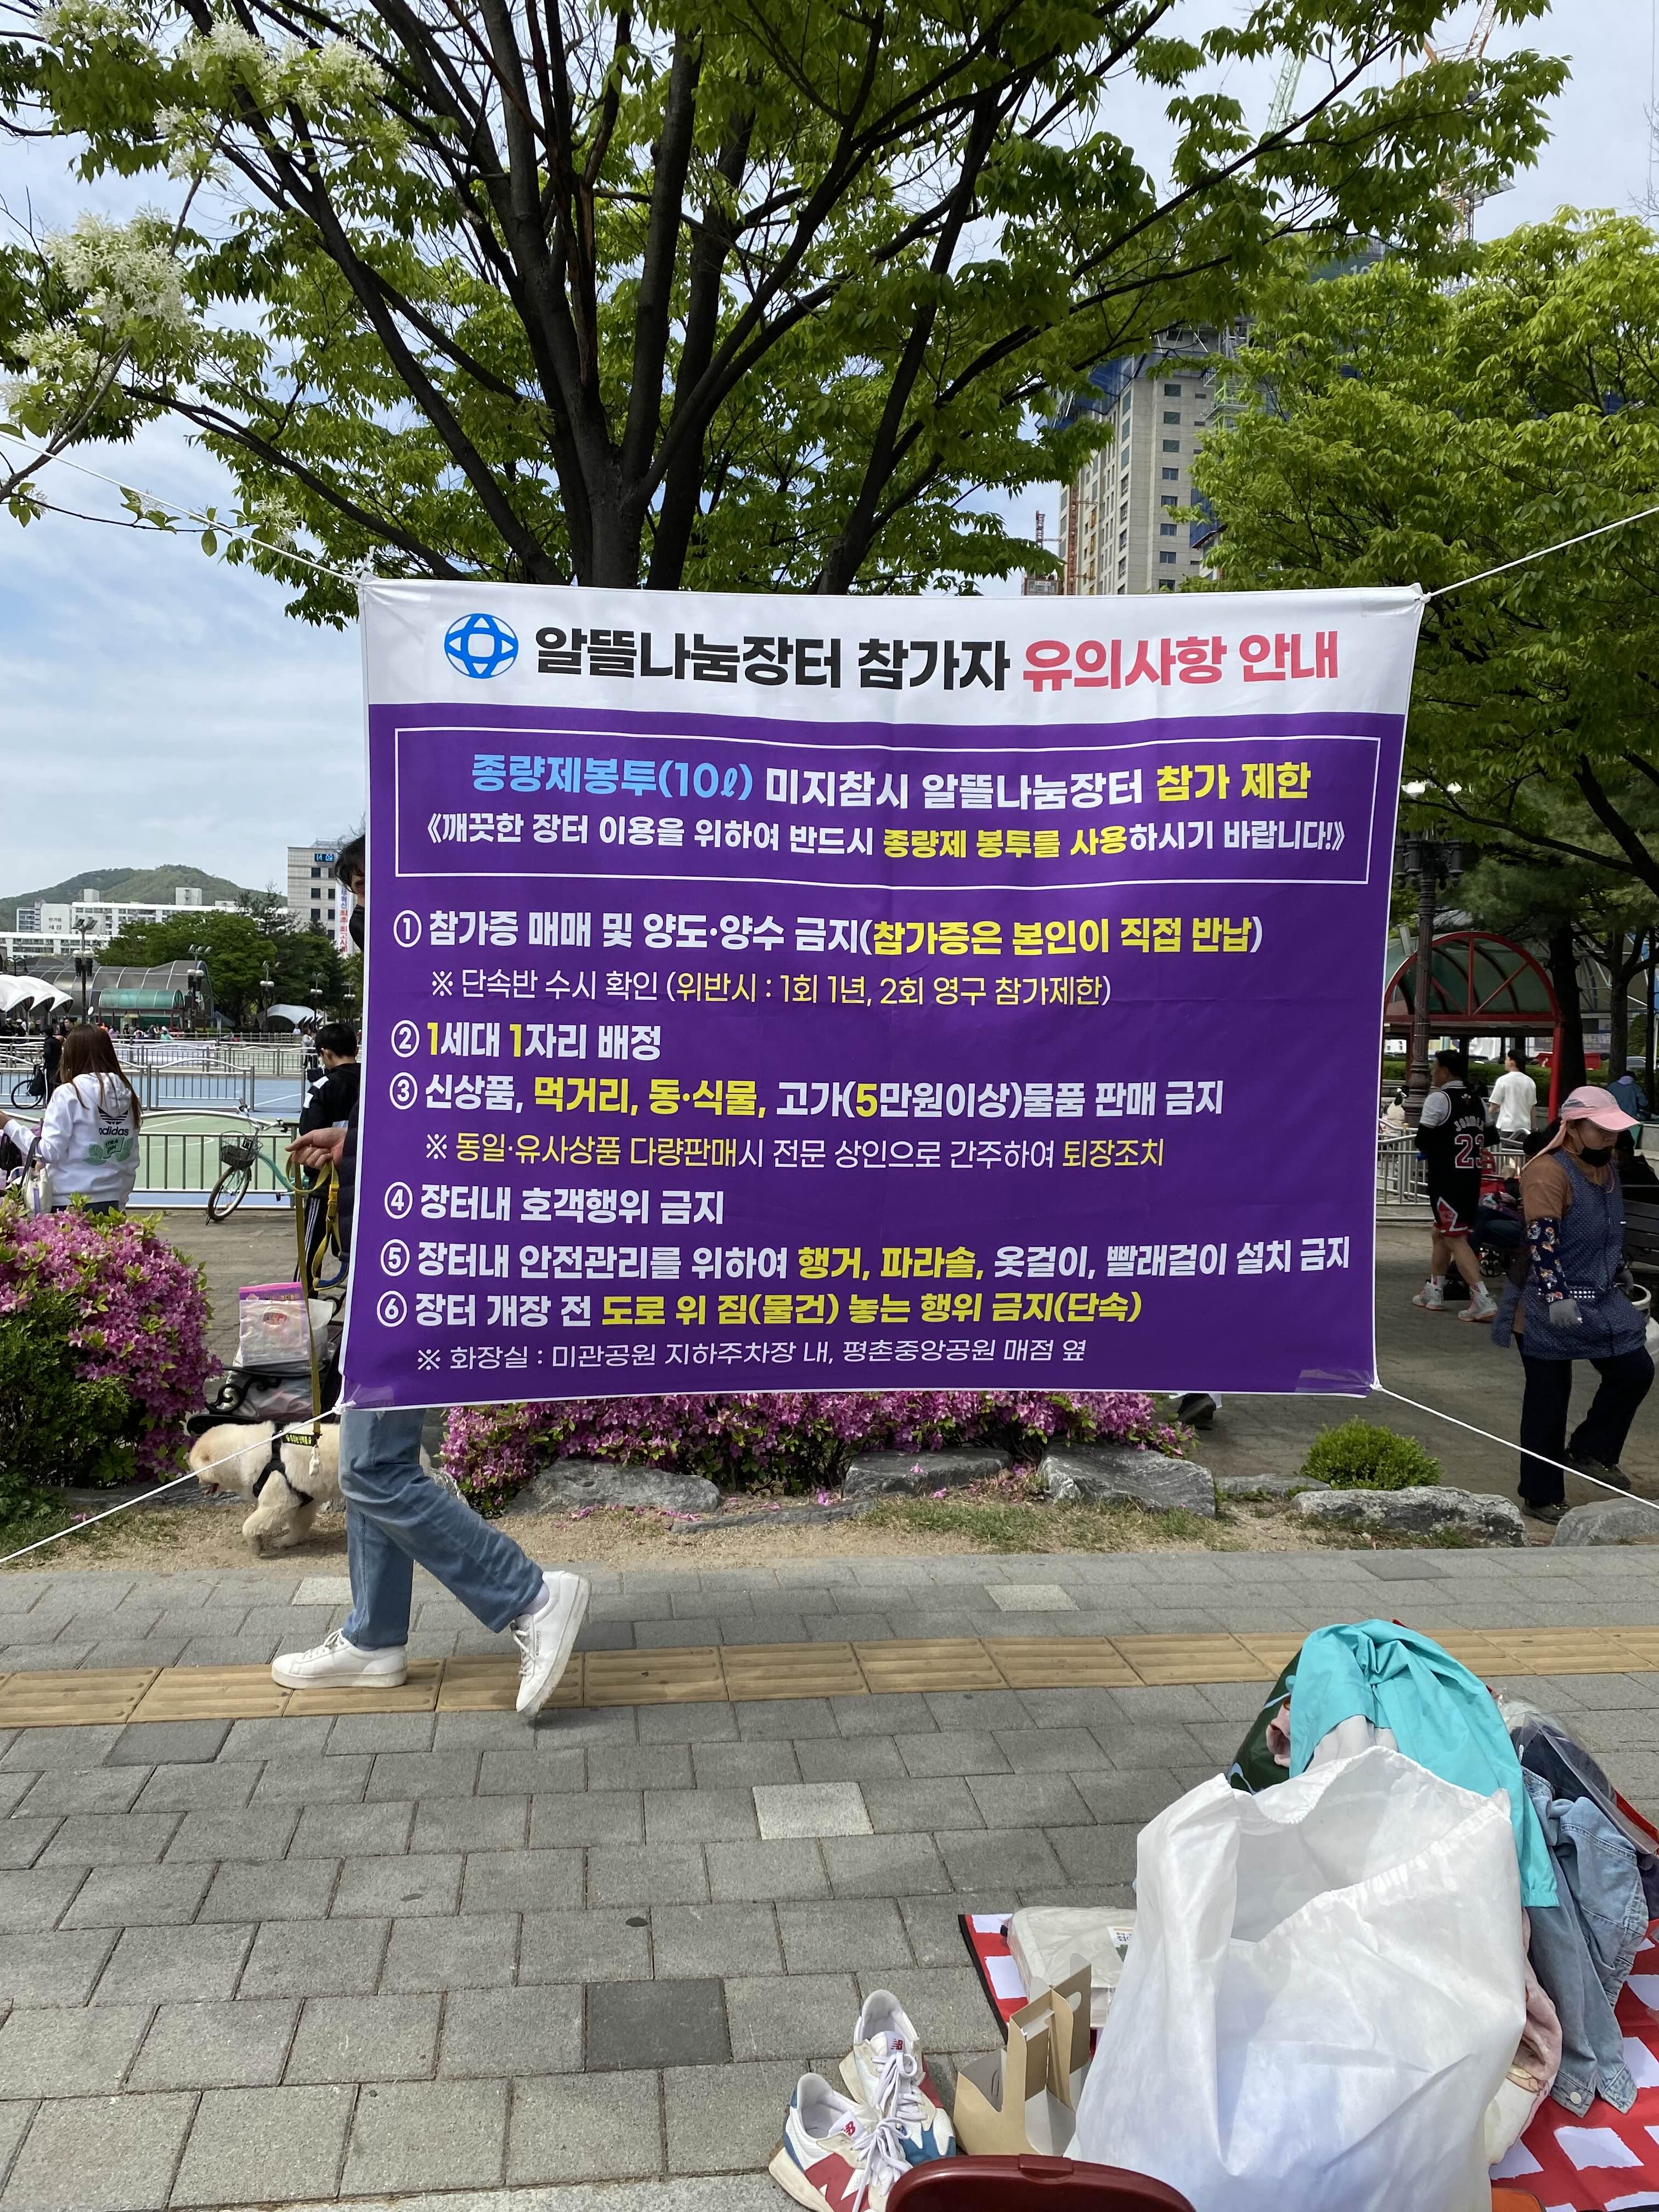 알뜰나눔장터 참가자 유의사항 안내
종량제봉투(10ℓ) 미지참시 알뜰나눔장터 참가 제한
《깨끗한 장터 이용을 위하여 반드시 종량제 봉투를 사용하시기 바랍니다!》
① 참가증 매매 및 양도·양수 금지(참가증은 본인이 직접 반납)
※ 단속반 수시 확인 (위반시 : 1회 1년, 2회 영구 참가제한)
② 1세대 1자리 배정
③ 신상품, 먹거리, 동·식물, 고가(5만원이상)물품 판매 금지
※ 동일·유사상품 다량판매시 전문 상인으로 간주하여 퇴장조치
④ 장터내 호객행위 금지
⑤ 장터내 안전관리를 위하여 행거, 파라솔, 옷걸이, 빨래걸이 설치 금지
⑥ 장터 개장 전 도로 위 짐(물건) 놓는 행위 금지(단속)
※ 화장실 : 미관공원 지하주차장 내, 평촌중앙공원 매점 옆
adidas
JORDAN
23